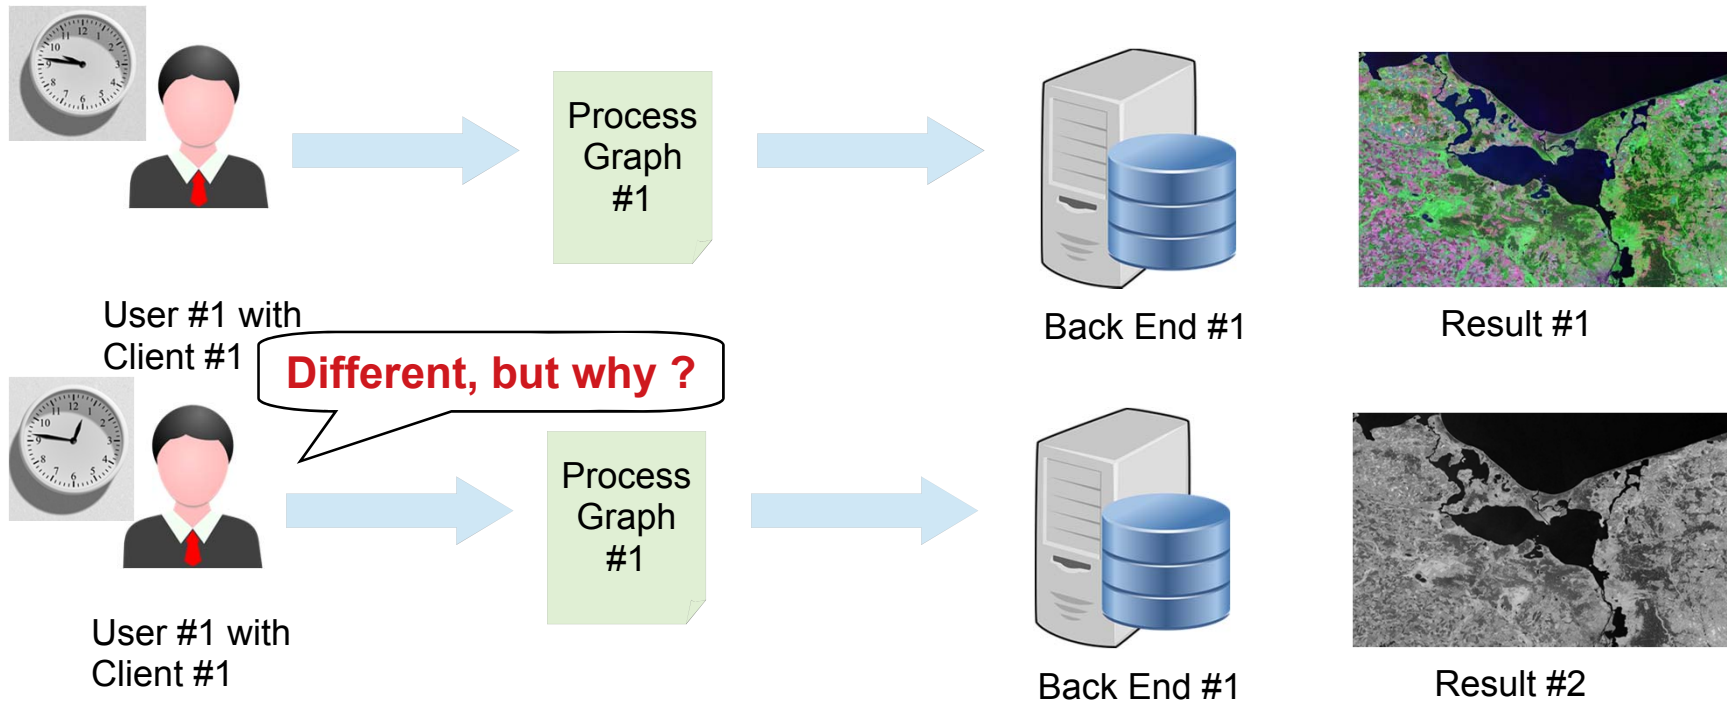 Process
Graph
#1
User #1 with
Client #1
Back End #1
Result #1
Different, but why ?
Process
Graph
#1
User #1 with
Client #1
Back End #1
Result #2